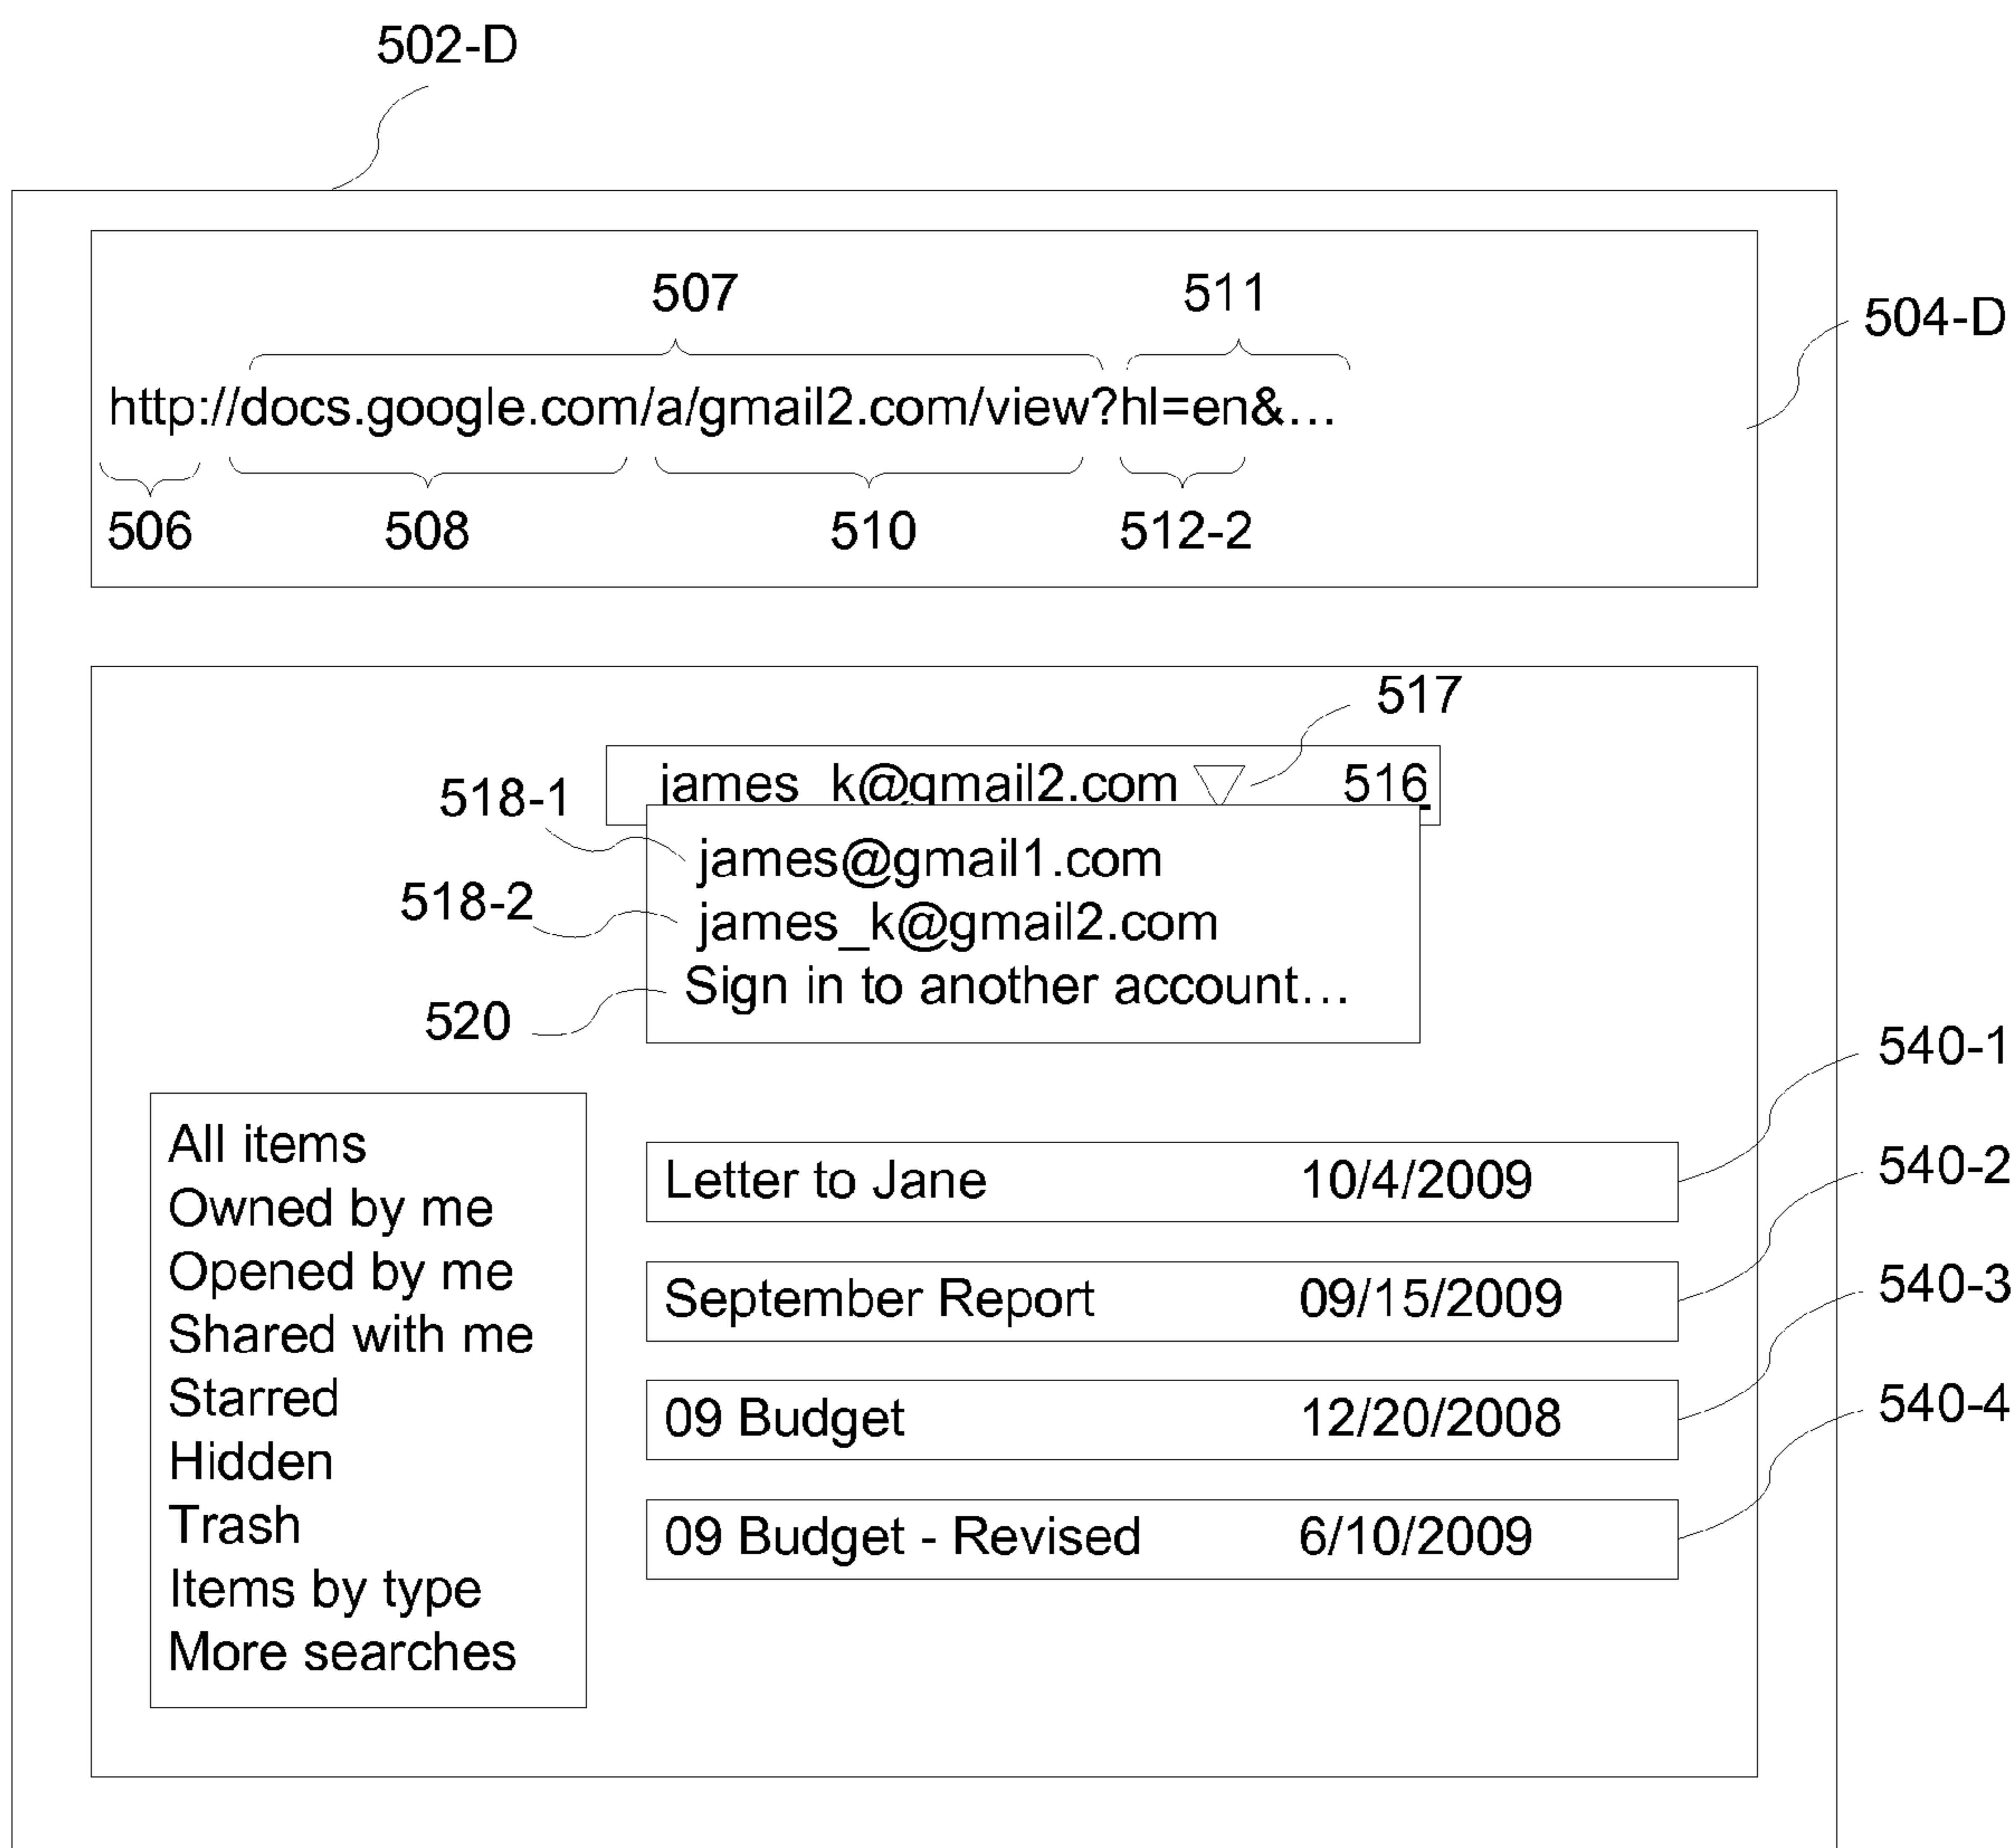 502-D
507 511
504-D
http://docs.google.com/a/gmail2.com/view?hl=en&...
506 508 510 512-2
517
james_k@gmail2.com 516
518-1
james@gmail1.com
518-2
james_k@gmail2.com
Sign in to another account...
520
540-1
All items
Letter to Jane 10/4/2009
540-2
Owned by me
Opened by me
September Report 09/15/2009
540-3
Shared with me
Starred
09 Budget 12/20/2008
540-4
Hidden
Trash
09 Budget - Revised 6/10/2009
Items by type
More searches